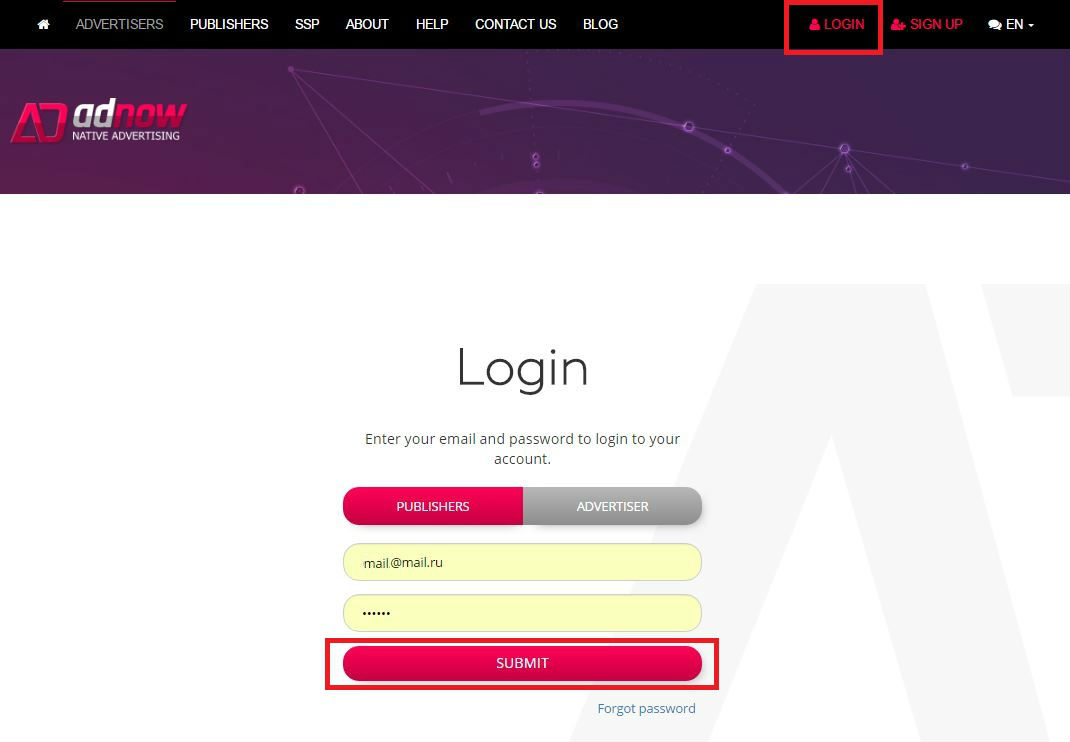 ADVERTISERS PUBLISHERS SSP ABOUT HELP CONTACT US BLOG LOGIN SIGN UP EN
adnow
NATIVE ADVERTISING
Login
Enter your email and password to login to your
account.
PUBLISHERS ADVERTISER
mail@mail.ru
••••••
SUBMIT
Forgot password